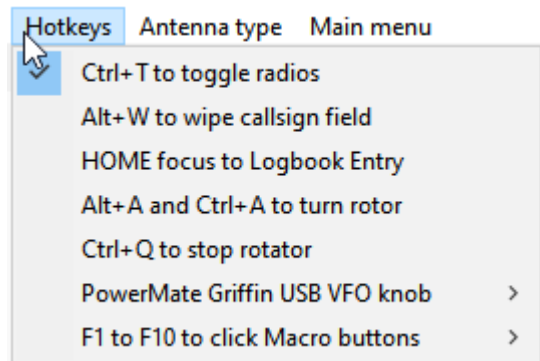 Hotkeys Antenna type Main menu
Ctrl+T to toggle radios
Alt+W to wipe callsign field
HOME focus to Logbook Entry
Alt+A and Ctrl+A to turn rotor
Ctrl+Q to stop rotator
PowerMate Griffin USB VFO knob
F1 to F10 to click Macro buttons